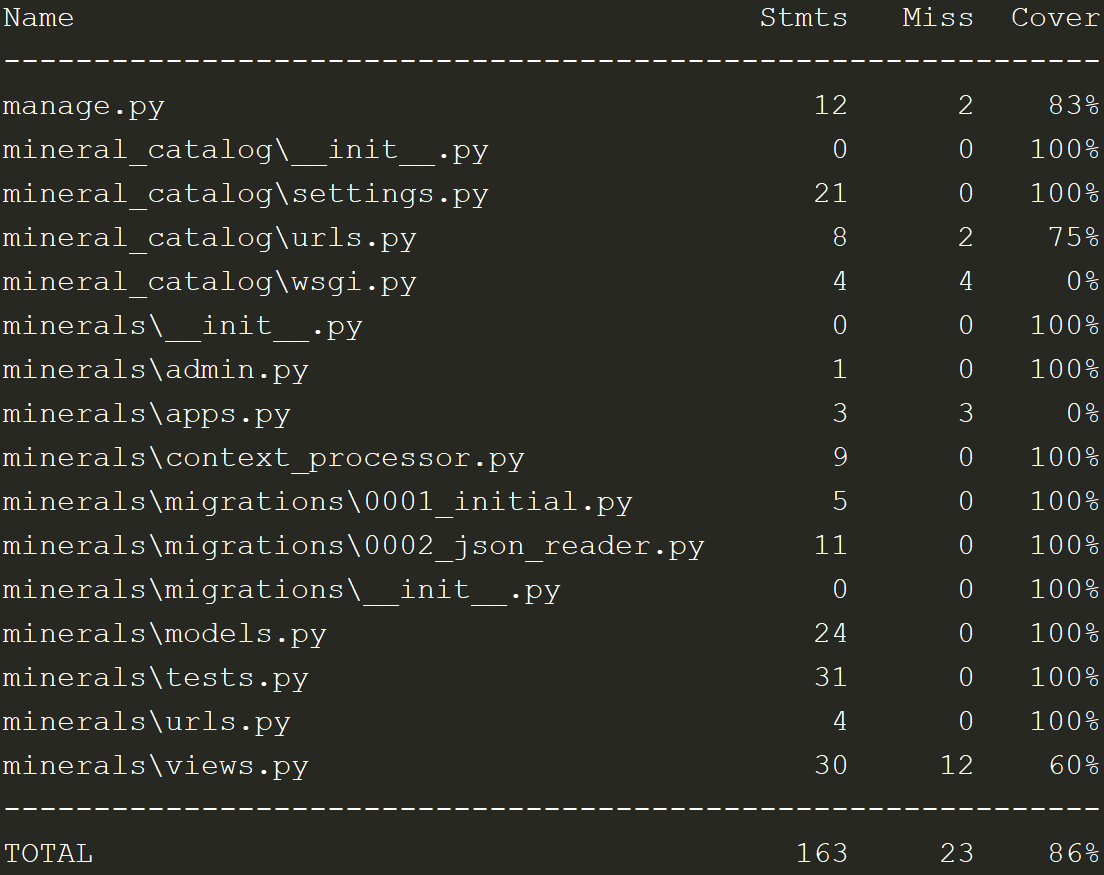 Name Stmts Miss Cover
-------------------------------------------------------------
manage.py 12 2 83%
mineral_catalog\__init__.py 0 0 100%
mineral_catalog\settings.py 21 0 100%
mineral_catalog\urls.py 8 2 75%
mineral_catalog\wsgi.py 4 4 0%
minerals\__init__.py 0 0 100%
minerals\admin.py 1 0 100%
minerals\apps.py 3 3 0%
minerals\context_processor.py 9 0 100%
minerals\migrations\0001_initial.py 5 0 100%
minerals\migrations\0002_json_reader.py 11 0 100%
minerals\migrations\__init__.py 0 0 100%
minerals\models.py 24 0 100%
minerals\tests.py 31 0 100%
minerals\urls.py 4 0 100%
minerals\views.py 30 12 60%
-------------------------------------------------------------
TOTAL 163 23 86%